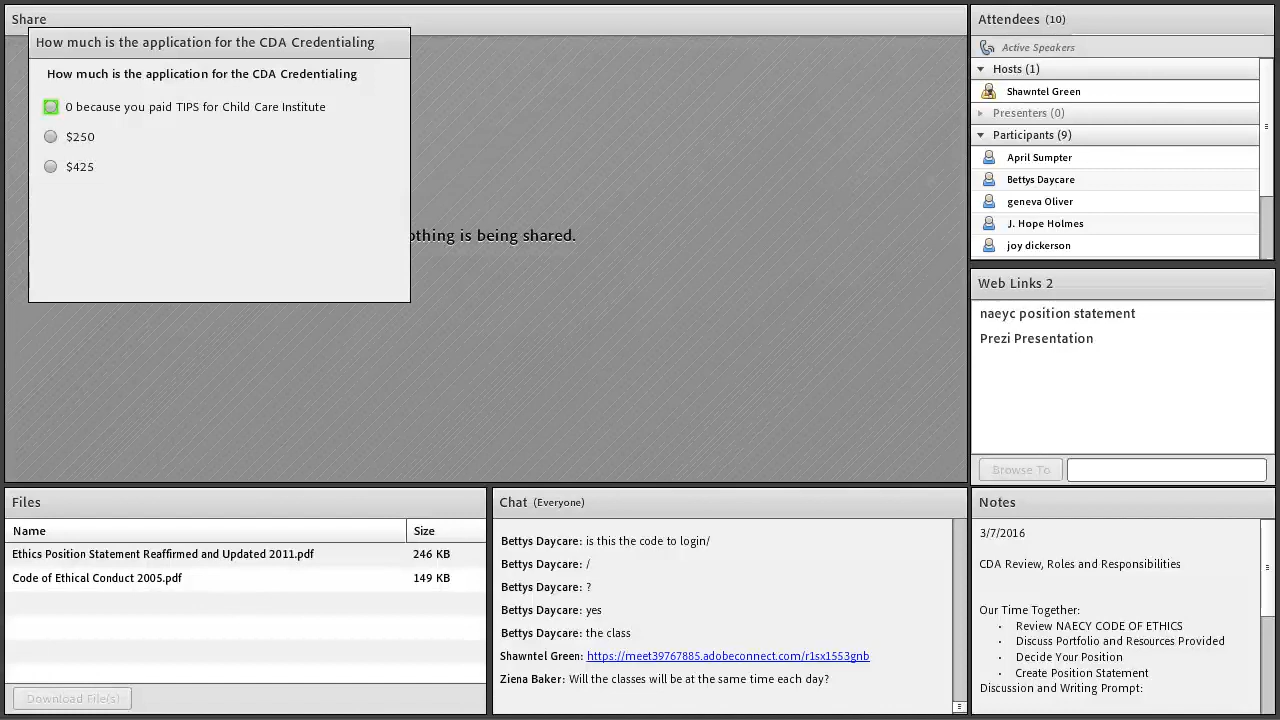 Share
How much is the application for the CDA Credentialing
How much is the application for the CDA Credentialing
0 because you paid TIPS for Child Care Institute
$250
$425
othing is being shared.
Attendees (10)
Active Speakers
Hosts (1)
Shawntel Green
Presenters (0)
Participants (9)
April Sumpter
Bettys Daycare
geneva Oliver
J. Hope Holmes
joy dickerson
Web Links 2
naeyc position statement
Prezi Presentation
Browse To
Files
Name Size
Ethics Position Statement Reaffirmed and Updated 2011.pdf 246 KB
Code of Ethical Conduct 2005.pdf 149 KB
Download File(s)
Chat (Everyone)
Bettys Daycare: is this the code to login/
Bettys Daycare: /
Bettys Daycare: ?
Bettys Daycare: yes
Bettys Daycare: the class
Shawntel Green: https://meet39767885.adobeconnect.com/r1sx1553gnb
Ziena Baker: Will the classes will be at the same time each day?
Notes
3/7/2016
CDA Review, Roles and Responsibilities
Our Time Together:
• Review NAECY CODE OF ETHICS
• Discuss Portfolio and Resources Provided
• Decide Your Position
• Create Position Statement
Discussion and Writing Prompt: